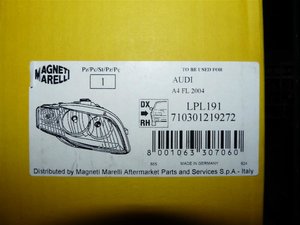 MAGNETI
MARELLI
Pz/Pc/St/Pz/Pç
1
TO BE USED FOR
AUDI
A4 FL 2004
DX
RH
LPL191
710301219272
8 001063 307060
MADE IN GERMANY
Distributed by Magneti Marelli Aftermarket Parts and Services S.p.A. - Italy